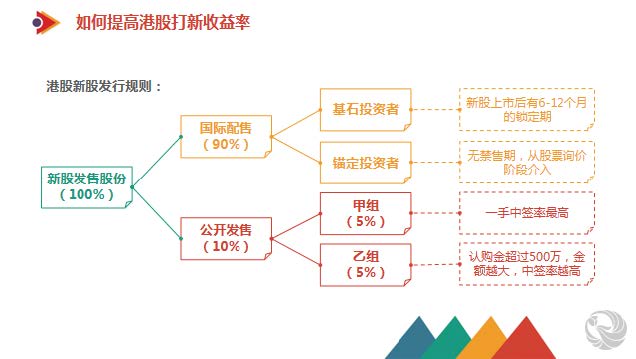 如何提高港股打新收益率
港股新股发行规则：
新股发售股份
（100%）
国际配售
（90%）
公开发售
（10%）
基石投资者
锚定投资者
甲组
（5%）
乙组
（5%）
新股上市后有6-12个月
的锁定期
无禁售期，从股票询价
阶段介入
一手中签率最高
认购金超过500万，金
额越大，中签率越高